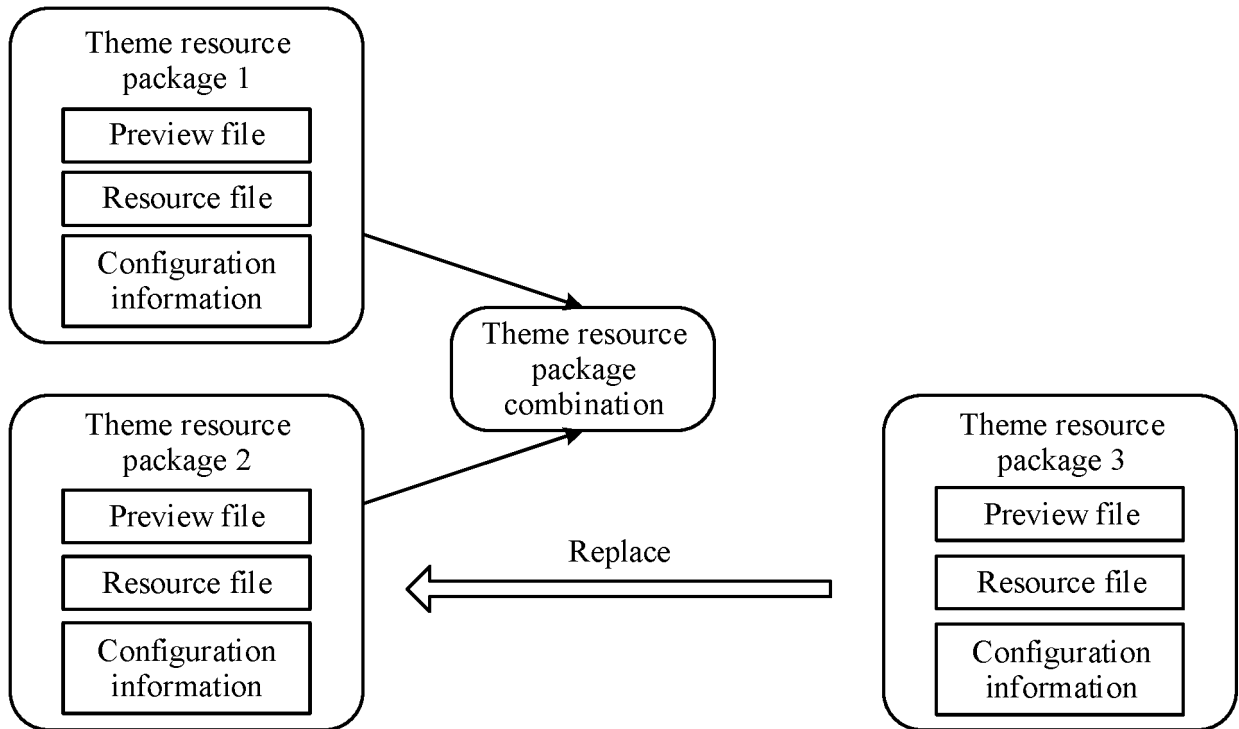 Theme resource
package 1
Preview file
Resource file
Configuration
information
Theme resource
package
combination
Theme resource
package 2
Preview file
Resource file
Configuration
information
Replace
Theme resource
package 3
Preview file
Resource file
Configuration
information